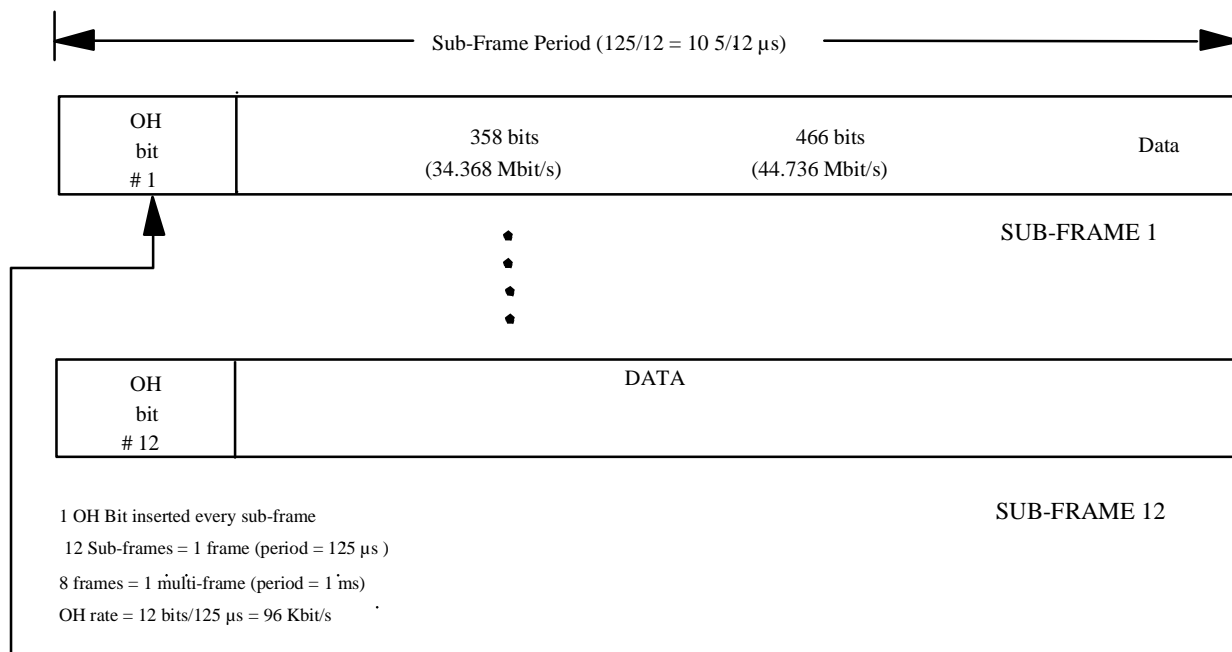 Sub-Frame Period (125/12 = 10 5/12 µs)
OH
bit
# 1
358 bits
(34.368 Mbit/s)
466 bits
(44.736 Mbit/s)
Data
SUB-FRAME 1
OH
bit
# 12
DATA
SUB-FRAME 12
1 OH Bit inserted every sub-frame
12 Sub-frames = 1 frame (period = 125 µs )
8 frames = 1 multi-frame (period = 1 ms)
OH rate = 12 bits/125 µs = 96 Kbit/s